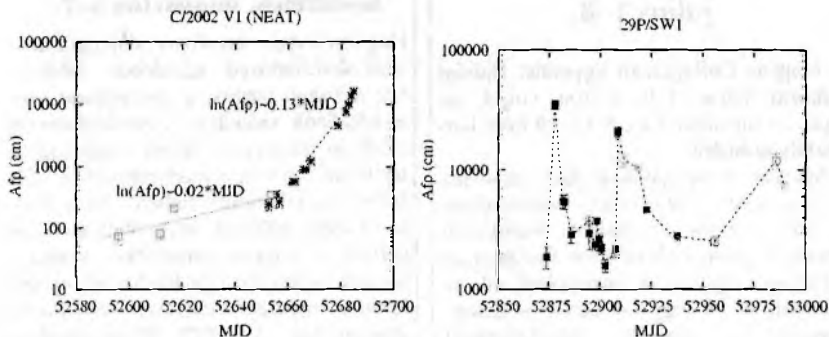 C/2002 V1 (NEAT)
Afρ (cm)
100000
10000
1000
100
10
ln(Afρ)~0.13*MJD
ln(Afρ)~0.02*MJD
52580 52600 52620 52640 52660 52680 52700
MJD
29P/SW1
Afρ (cm)
100000
10000
1000
52850 52875 52900 52925 52950 52975 53000
MJD